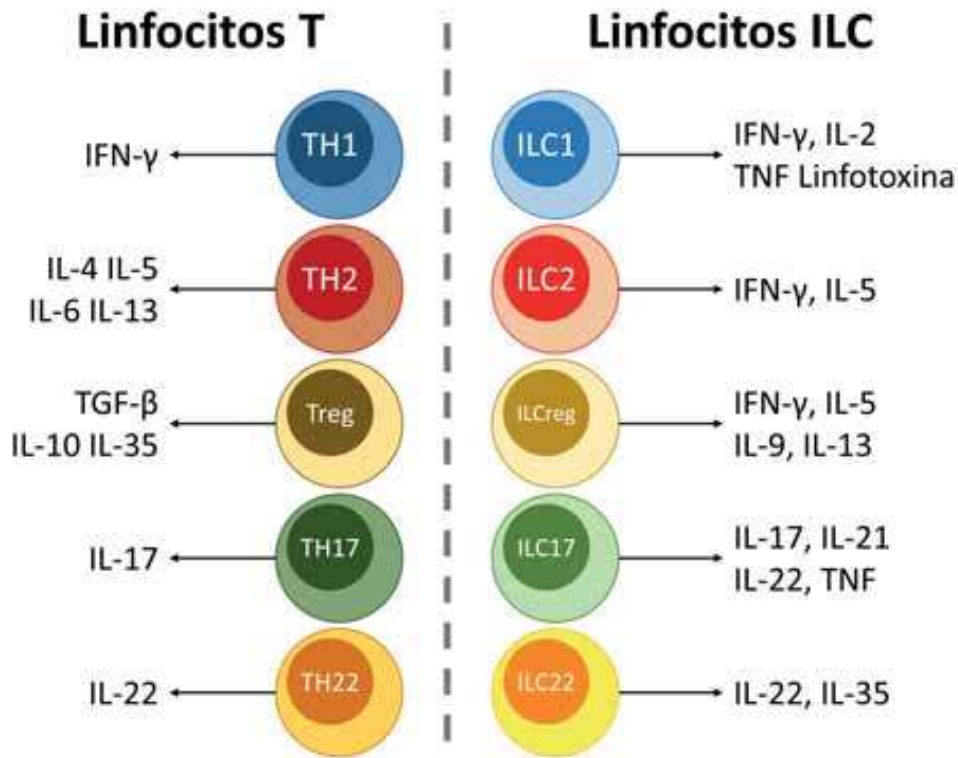 Linfocitos T
Linfocitos ILC
IFN-γ
TH1
ILC1
IFN-γ, IL-2
TNF Linfotoxina
IL-4 IL-5
IL-6 IL-13
TH2
ILC2
IFN-γ, IL-5
TGF-β
IL-10 IL-35
Treg
ILCreg
IFN-γ, IL-5
IL-9, IL-13
IL-17
TH17
ILC17
IL-17, IL-21
IL-22, TNF
IL-22
TH22
ILC22
IL-22, IL-35